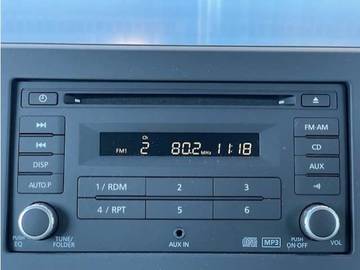 FM·AM
Ch
FM1 2 80.2 MHz 11:18
CD
DISP
AUX
AUTO.P
1 / RDM 2 3
4 / RPT 5 6
PUSH EQ TUNE/FOLDER AUX IN MP3 PUSH ON·OFF VOL